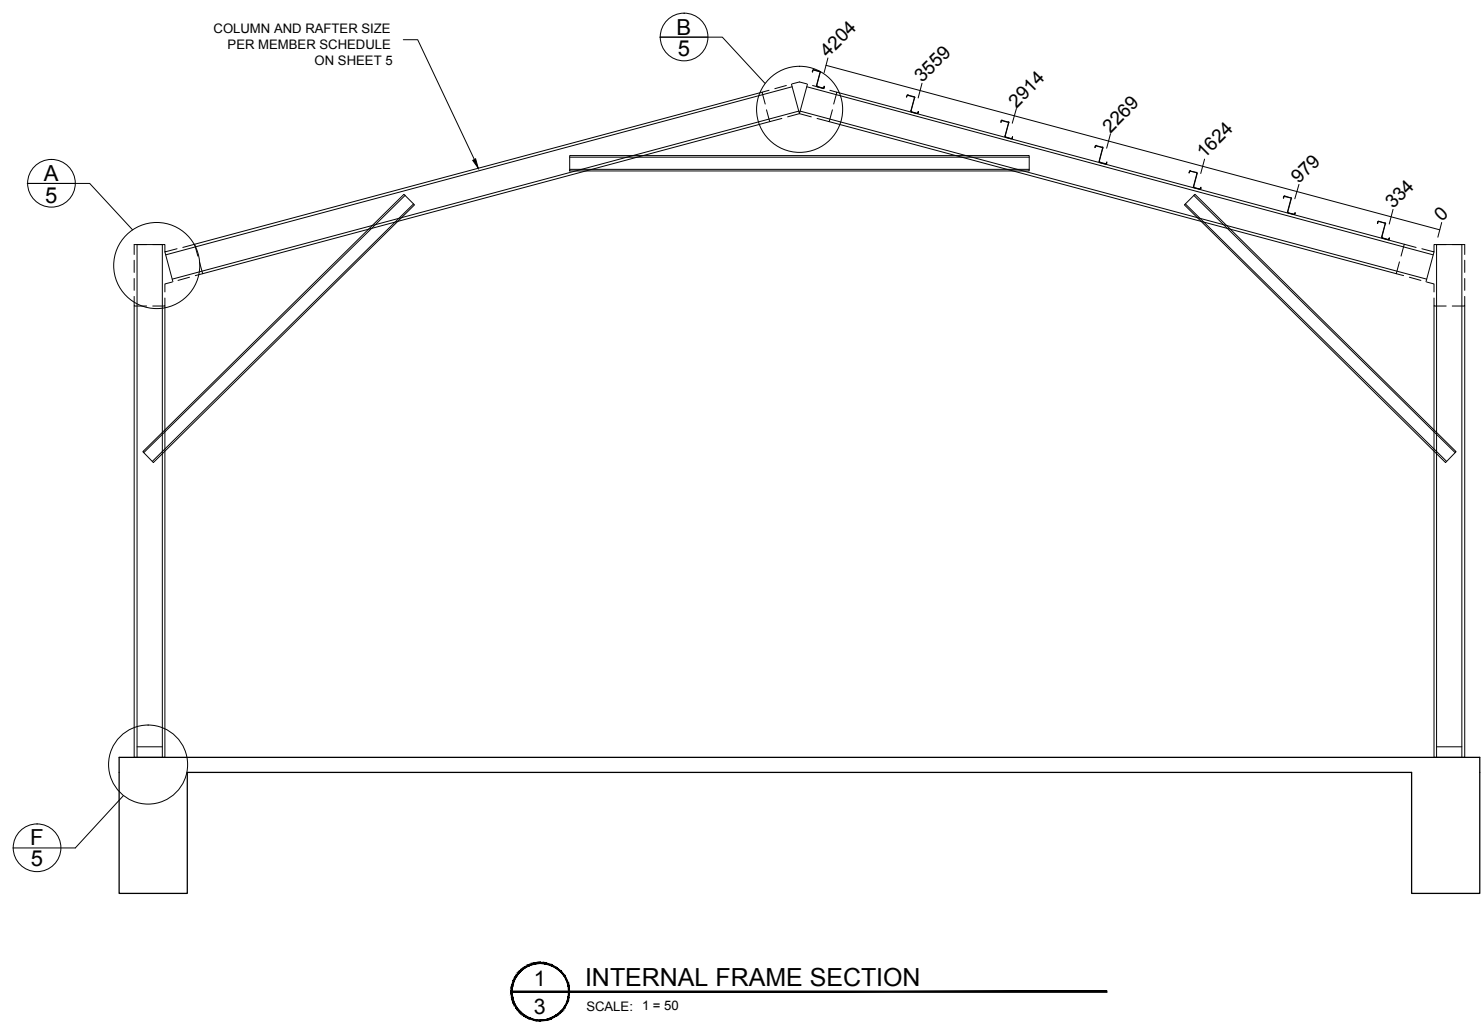 COLUMN AND RAFTER SIZE
PER MEMBER SCHEDULE
ON SHEET 5
B
5
4204
3559
2914
2269
1624
979
334
0
A
5
F
5
1
3
INTERNAL FRAME SECTION
SCALE: 1 = 50